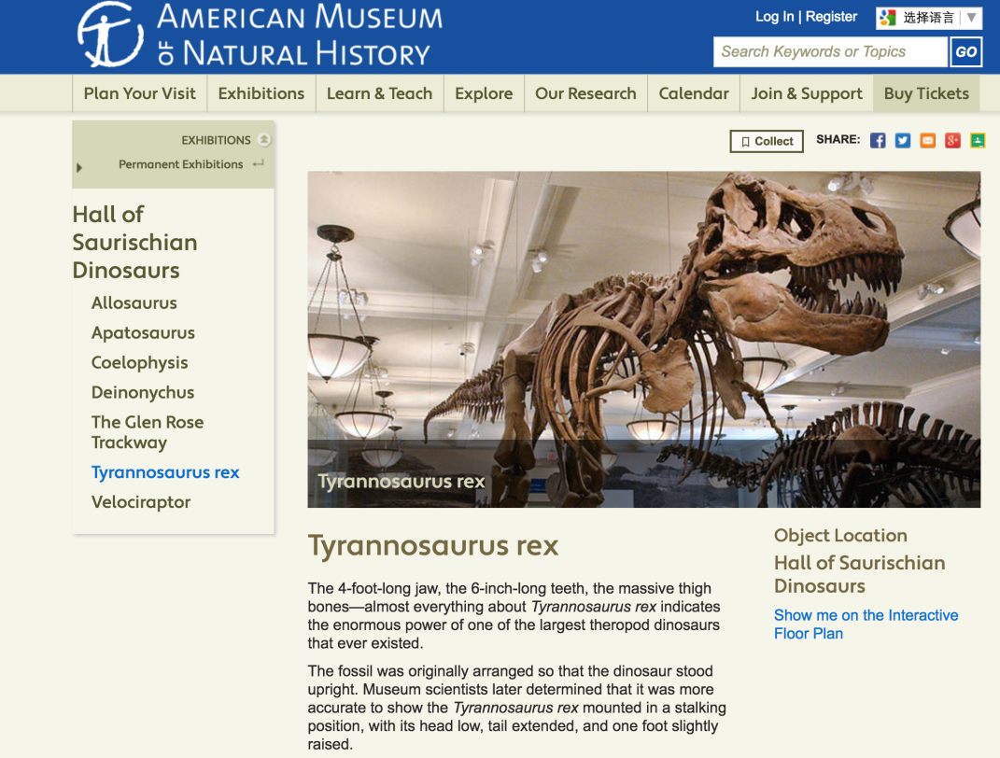 AMERICAN MUSEUM
OF NATURAL HISTORY
Log In | Register
选择语言 ▼
Search Keywords or Topics
GO
Plan Your Visit
Exhibitions
Learn & Teach
Explore
Our Research
Calendar
Join & Support
Buy Tickets
EXHIBITIONS
Permanent Exhibitions
Hall of
Saurischian
Dinosaurs
Allosaurus
Apatosaurus
Coelophysis
Deinonychus
The Glen Rose
Trackway
Tyrannosaurus rex
Velociraptor
Collect
SHARE:
Tyrannosaurus rex
Tyrannosaurus rex
The 4-foot-long jaw, the 6-inch-long teeth, the massive thigh
bones—almost everything about Tyrannosaurus rex indicates
the enormous power of one of the largest theropod dinosaurs
that ever existed.
The fossil was originally arranged so that the dinosaur stood
upright. Museum scientists later determined that it was more
accurate to show the Tyrannosaurus rex mounted in a stalking
position, with its head low, tail extended, and one foot slightly
raised.
Object Location
Hall of Saurischian
Dinosaurs
Show me on the Interactive
Floor Plan